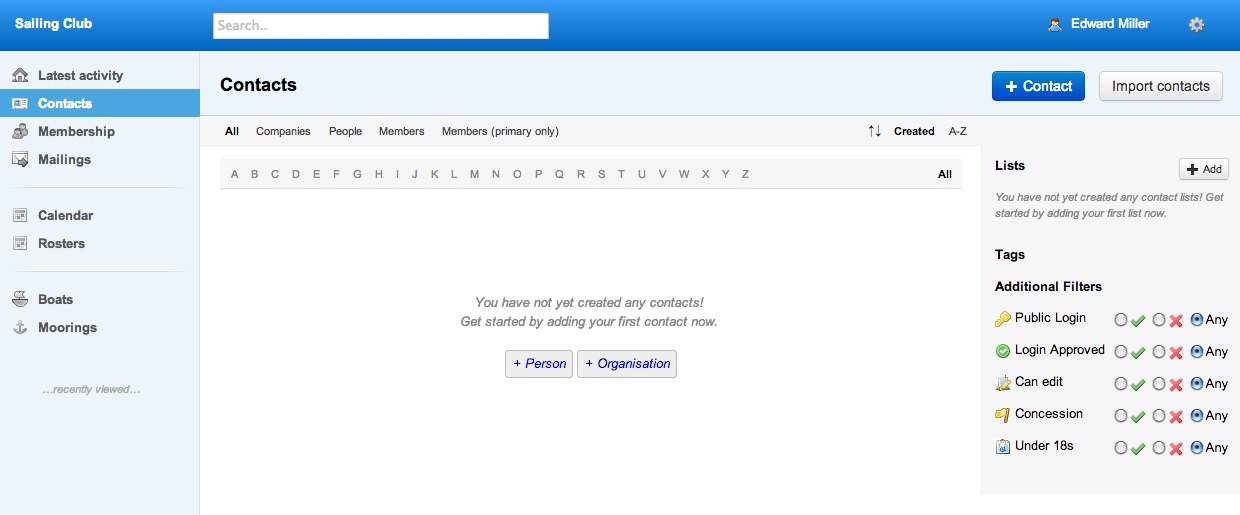 Sailing Club
Search..
Edward Miller
Latest activity
Contacts
Membership
Mailings
Calendar
Rosters
Boats
Moorings
...recently viewed...
Contacts
+ Contact
Import contacts
All Companies People Members Members (primary only)
Created A-Z
A B C D E F G H I J K L M N O P Q R S T U V W X Y Z All
You have not yet created any contacts!
Get started by adding your first contact now.
+ Person + Organisation
Lists
+ Add
You have not yet created any contact lists! Get
started by adding your first list now.
Tags
Additional Filters
Public Login Any
Login Approved Any
Can edit Any
Concession Any
Under 18s Any